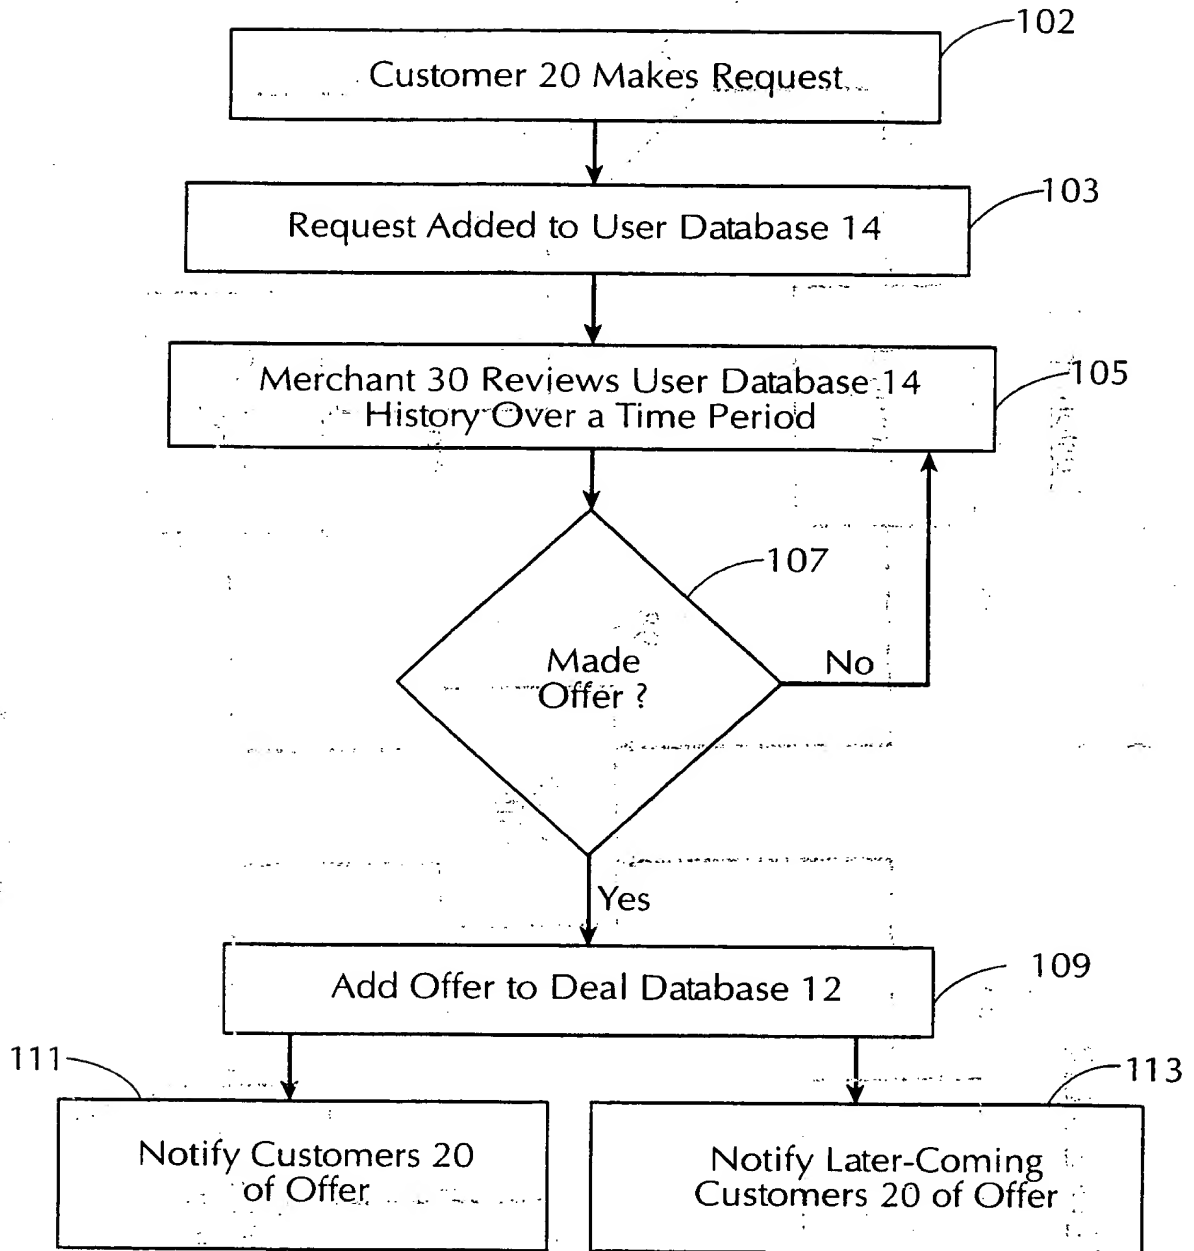 102
Customer 20 Makes Request
103
Request Added to User Database 14
105
Merchant 30 Reviews User Database 14
History Over a Time Period
107
Made
Offer ?
No
Yes
109
Add Offer to Deal Database 12
111
113
Notify Customers 20
of Offer
Notify Later-Coming
Customers 20 of Offer